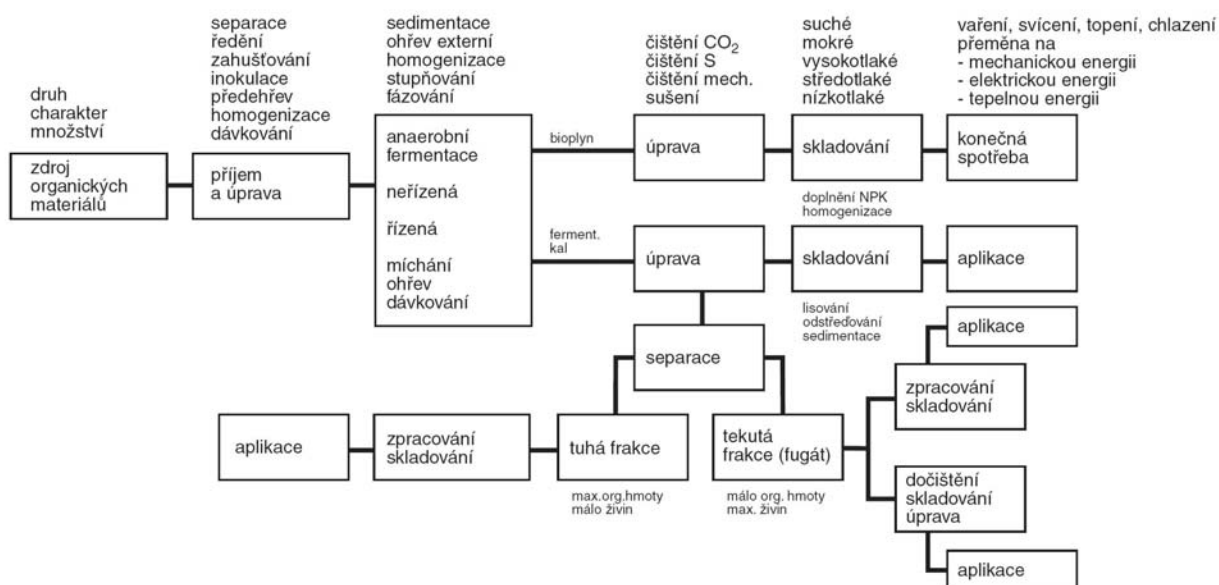 druh
charakter
množství
zdroj
organických
materiálů
separace
ředění
zahušťování
inokulace
předehřev
homogenizace
dávkování
příjem
a úprava
sedimentace
ohřev externí
homogenizace
stupňování
fázování
anaerobní
fermentace
neřízená
řízená
míchání
ohřev
dávkování
bioplyn
čištění CO₂
čištění S
čištění mech.
sušení
úprava
suché
mokré
vysokotlaké
středotlaké
nízkotlaké
skladování
vaření, svícení, topení, chlazení
přeměna na
- mechanickou energii
- elektrickou energii
- tepelnou energii
konečná
spotřeba
ferment.
kal
úprava
doplnění NPK
homogenizace
skladování
aplikace
separace
lisování
odstřeďování
sedimentace
aplikace
zpracování
skladování
tuhá frakce
max.org.hmoty
málo živin
tekutá
frakce (fugát)
málo org. hmoty
max. živin
aplikace
zpracování
skladování
dočištění
skladování
úprava
aplikace